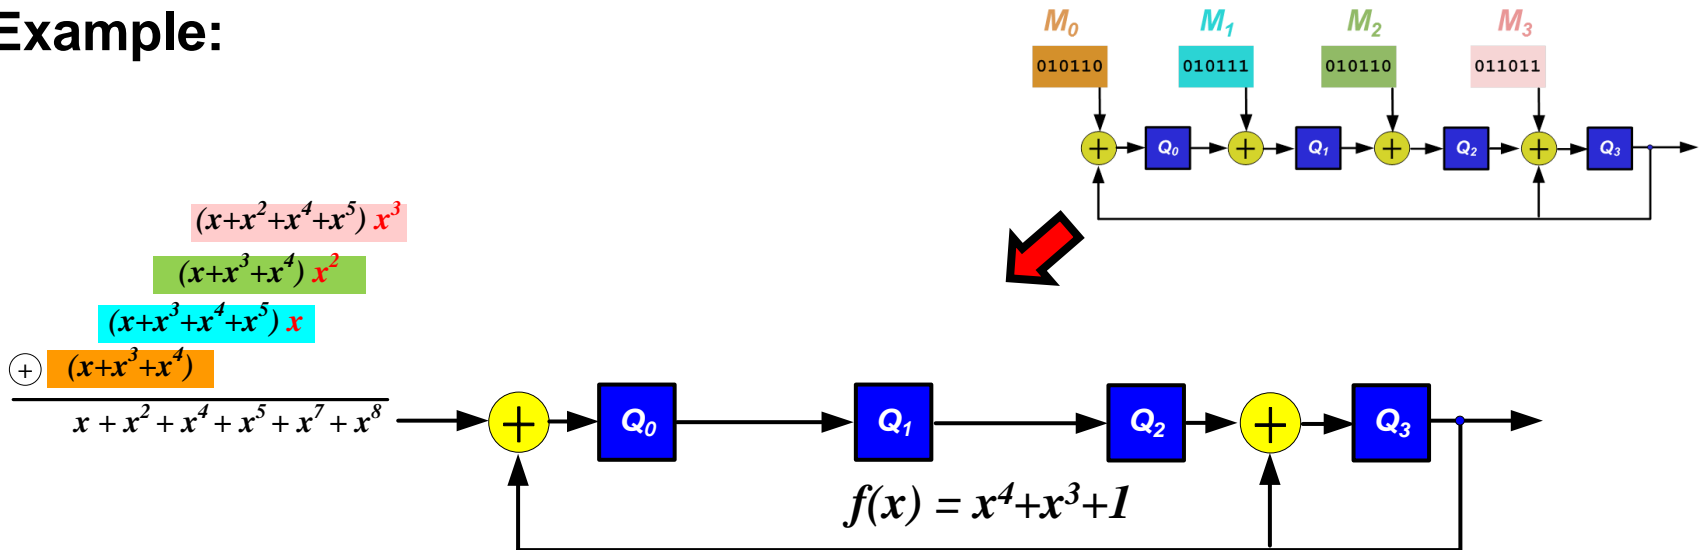 Example:
M₀ M₁ M₂ M₃
010110 010111 010110 011011
+ Q₀ + Q₁ + Q₂ + Q₃
(x+x²+x⁴+x⁵) x³
(x+x³+x⁴) x²
(x+x³+x⁴+x⁵) x
+ (x+x³+x⁴)
x + x² + x⁴ + x⁵ + x⁷ + x⁸
+ Q₀ Q₁ Q₂ + Q₃
f(x) = x⁴+x³+1